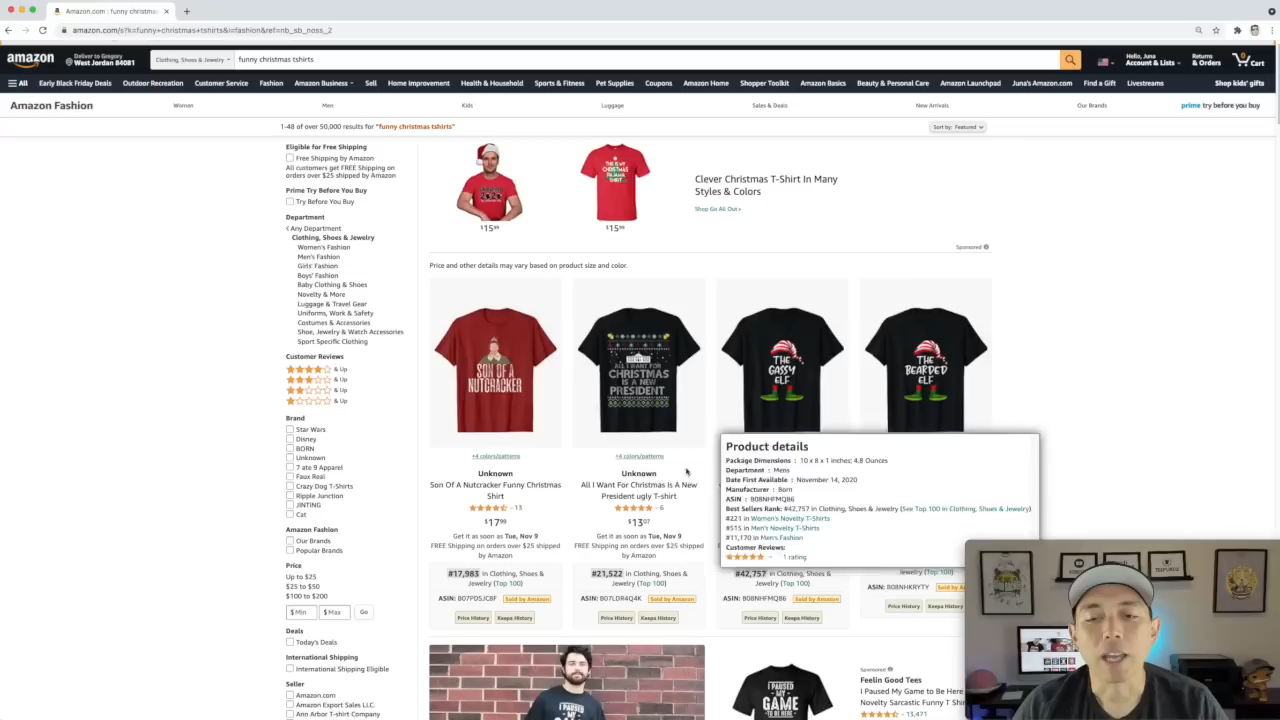 Amazon.com : funny christmas
amazon.com/s?k=funny+christmas+tshirts&i=fashion&ref=nb_sb_noss_2
amazon
Deliver to Gregory
West Jordan 84081
Clothing, Shoes & Jewelry
funny christmas tshirts
Hello, Juna
Account & Lists
Returns
& Orders
0
Cart
All
Early Black Friday Deals
Outdoor Recreation
Customer Service
Fashion
Amazon Business
Sell
Home Improvement
Health & Household
Sports & Fitness
Pet Supplies
Coupons
Amazon Home
Shopper Toolkit
Amazon Basics
Beauty & Personal Care
Amazon Launchpad
Juna's Amazon.com
Find a Gift
Livestreams
Shop kids' gifts
Amazon Fashion
Women
Men
Kids
Luggage
Sales & Deals
New Arrivals
Our Brands
prime try before you buy
1-48 of over 50,000 results for "funny christmas tshirts"
Sort by: Featured
Eligible for Free Shipping
Free Shipping by Amazon
All customers get FREE Shipping on
orders over $25 shipped by Amazon
Prime Try Before You Buy
Try Before You Buy
Department
Any Department
Clothing, Shoes & Jewelry
Women's Fashion
Men's Fashion
Girls' Fashion
Boys' Fashion
Baby Clothing & Shoes
Novelty & More
Luggage & Travel Gear
Uniforms, Work & Safety
Costumes & Accessories
Shoe, Jewelry & Watch Accessories
Sport Specific Clothing
Customer Reviews
& Up
& Up
& Up
& Up
Brand
Star Wars
Disney
BORN
Unknown
7 ate 9 Apparel
Faux Real
Crazy Dog T-Shirts
Ripple Junction
JINTING
Cat
Amazon Fashion
Our Brands
Popular Brands
Price
Up to $25
$25 to $50
$100 to $200
$ Min
$ Max
Go
Deals
Today's Deals
International Shipping
International Shipping Eligible
Seller
Amazon.com
Amazon Export Sales LLC.
Ann Arbor T-shirt Company
2020
THIS IS MY
CHRISTMAS
PAJAMA
SHIRT
$15⁹⁹
$15⁹⁹
Clever Christmas T-Shirt In Many
Styles & Colors
Shop Go All Out
Sponsored
Price and other details may vary based on product size and color.
SON OF A
NUTCRACKER
+4 colors/patterns
Unknown
Son Of A Nutcracker Funny Christmas
Shirt
13
$17⁹⁹
Get it as soon as Tue, Nov 9
FREE Shipping on orders over $25 shipped
by Amazon
#17,983 in Clothing, Shoes &
Jewelry (Top 100)
ASIN: B07PDSJCBF
Sold by Amazon
Price History
Keepa History
ALL I WANT FOR
CHRISTMAS
IS A NEW
PRESIDENT
+4 colors/patterns
Unknown
All I Want For Christmas Is A New
President ugly T-shirt
6
$13⁰⁷
Get it as soon as Tue, Nov 9
FREE Shipping on orders over $25 shipped
by Amazon
#21,522 in Clothing, Shoes &
Jewelry (Top 100)
ASIN: B07LDR4Q4K
Sold by Amazon
Price History
Keepa History
THE
GASSY
ELF
THE
BEARDED
ELF
Product details
Package Dimensions : 10 x 8 x 1 inches; 4.8 Ounces
Department : Mens
Date First Available : November 14, 2020
Manufacturer : Born
ASIN : B08NHFMQ86
Best Sellers Rank: #42,757 in Clothing, Shoes & Jewelry (See Top 100 in Clothing, Shoes & Jewelry)
#221 in Women's Novelty T-Shirts
#515 in Men's Novelty T-Shirts
#11,170 in Men's Fashion
Customer Reviews:
1 rating
#42,757 in Clothing, Shoes &
Jewelry (Top 100)
ASIN: B08NHFMQ86
Sold by Amazon
Price History
Keepa History
Jewelry (Top 100)
ASIN: B08NHKRYTY
Sold by A
Price History
Keepa History
I PAUSED
MY
I PAUSED
MY
GAME
TO BE HERE
Sponsored
Feelin Good Tees
I Paused My Game to Be Here
Novelty Sarcastic Funny T Shir
13,471